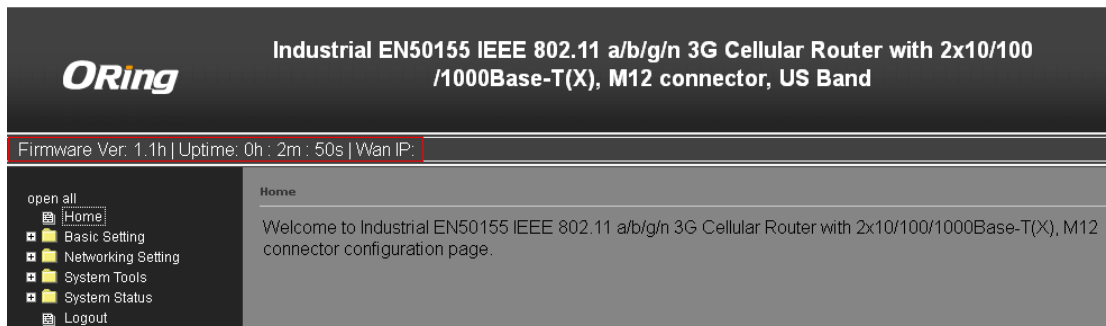 ORing
Industrial EN50155 IEEE 802.11 a/b/g/n 3G Cellular Router with 2x10/100
/1000Base-T(X), M12 connector, US Band
Firmware Ver: 1.1h | Uptime: 0h : 2m : 50s | Wan IP:
open all
Home
Basic Setting
Networking Setting
System Tools
System Status
Logout
Home
Welcome to Industrial EN50155 IEEE 802.11 a/b/g/n 3G Cellular Router with 2x10/100/1000Base-T(X), M12
connector configuration page.